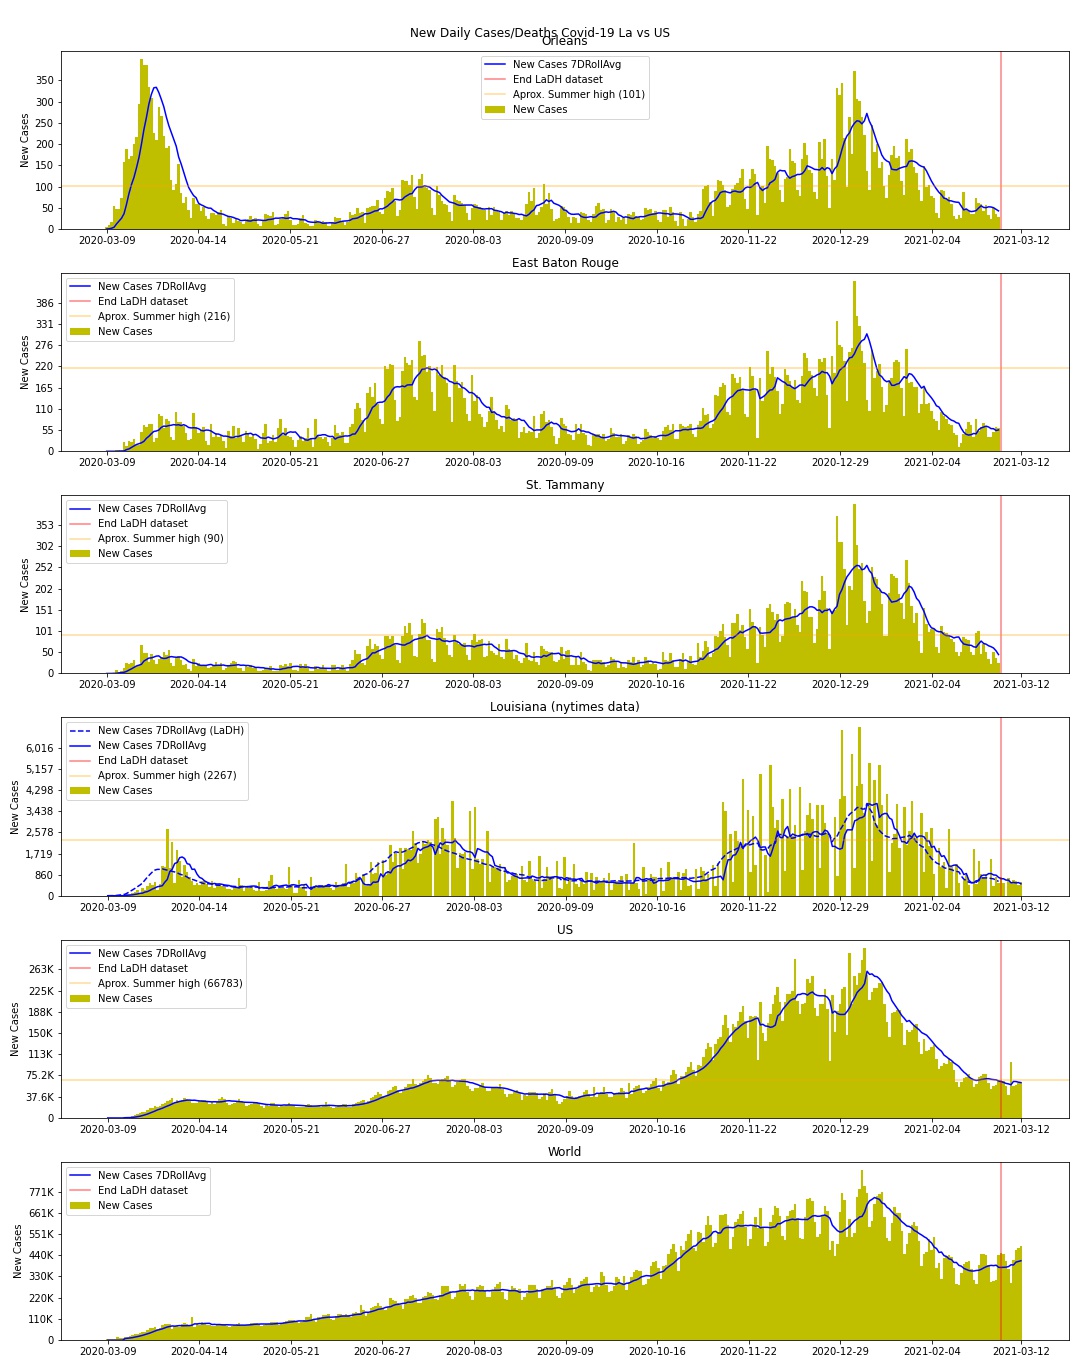 New Daily Cases/Deaths Covid-19 La vs US
Orleans
New Cases 7DRollAvg
End LaDH dataset
Aprox. Summer high (101)
New Cases
New Cases
350
300
250
200
150
100
50
0
2020-03-09 2020-04-14 2020-05-21 2020-06-27 2020-08-03 2020-09-09 2020-10-16 2020-11-22 2020-12-29 2021-02-04 2021-03-12
East Baton Rouge
New Cases 7DRollAvg
End LaDH dataset
Aprox. Summer high (216)
New Cases
New Cases
386
331
276
220
165
110
55
0
2020-03-09 2020-04-14 2020-05-21 2020-06-27 2020-08-03 2020-09-09 2020-10-16 2020-11-22 2020-12-29 2021-02-04 2021-03-12
St. Tammany
New Cases 7DRollAvg
End LaDH dataset
Aprox. Summer high (90)
New Cases
New Cases
353
302
252
202
151
101
50
0
2020-03-09 2020-04-14 2020-05-21 2020-06-27 2020-08-03 2020-09-09 2020-10-16 2020-11-22 2020-12-29 2021-02-04 2021-03-12
Louisiana (nytimes data)
New Cases 7DRollAvg (LaDH)
New Cases 7DRollAvg
End LaDH dataset
Aprox. Summer high (2267)
New Cases
New Cases
6,016
5,157
4,298
3,438
2,578
1,719
860
0
2020-03-09 2020-04-14 2020-05-21 2020-06-27 2020-08-03 2020-09-09 2020-10-16 2020-11-22 2020-12-29 2021-02-04 2021-03-12
US
New Cases 7DRollAvg
End LaDH dataset
Aprox. Summer high (66783)
New Cases
New Cases
263K
225K
188K
150K
113K
75.2K
37.6K
0
2020-03-09 2020-04-14 2020-05-21 2020-06-27 2020-08-03 2020-09-09 2020-10-16 2020-11-22 2020-12-29 2021-02-04 2021-03-12
World
New Cases 7DRollAvg
End LaDH dataset
New Cases
New Cases
771K
661K
551K
440K
330K
220K
110K
0
2020-03-09 2020-04-14 2020-05-21 2020-06-27 2020-08-03 2020-09-09 2020-10-16 2020-11-22 2020-12-29 2021-02-04 2021-03-12